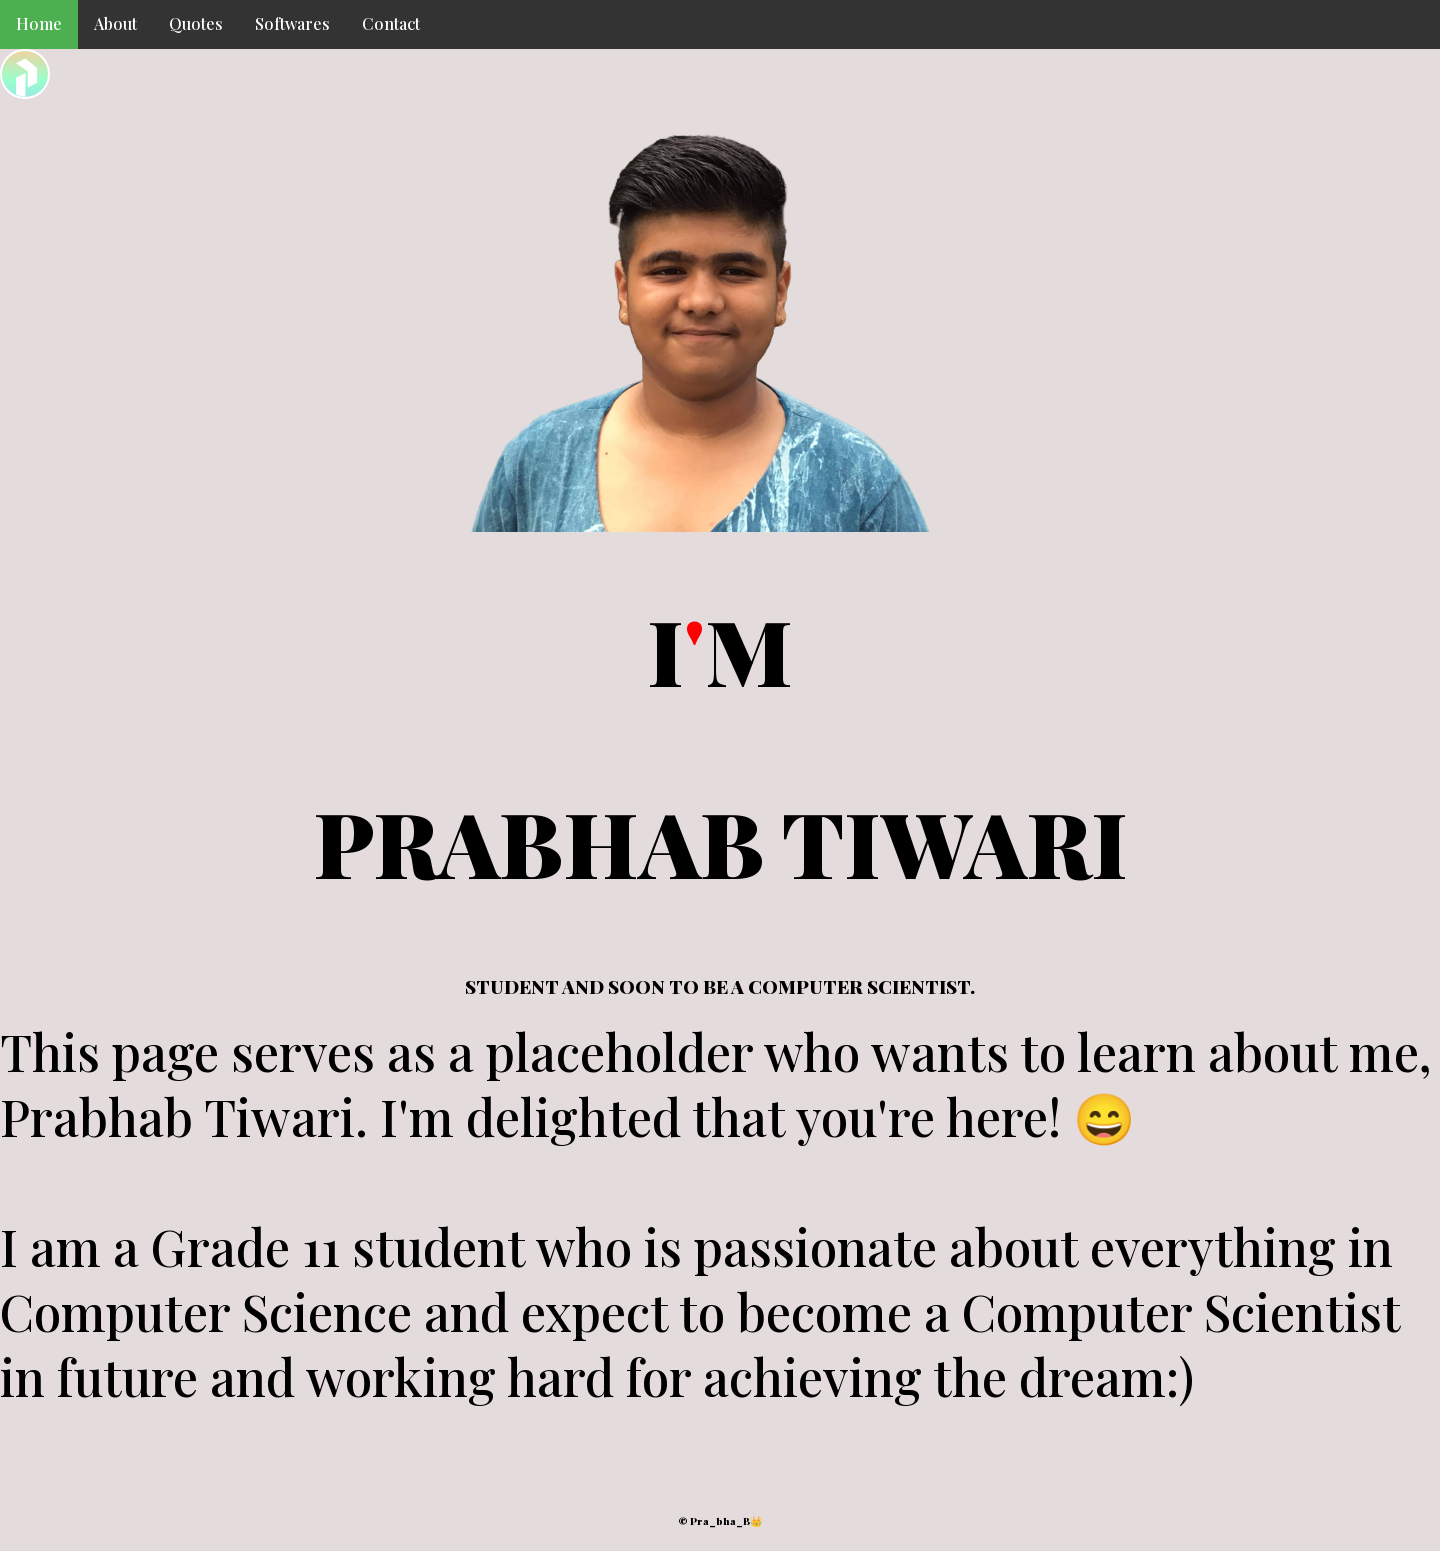 Home About Quotes Softwares Contact
I'M
PRABHAB TIWARI
STUDENT AND SOON TO BE A COMPUTER SCIENTIST.
This page serves as a placeholder who wants to learn about me,
Prabhab Tiwari. I'm delighted that you're here! 😄
I am a Grade 11 student who is passionate about everything in
Computer Science and expect to become a Computer Scientist
in future and working hard for achieving the dream:)
© Pra_bha_B👑